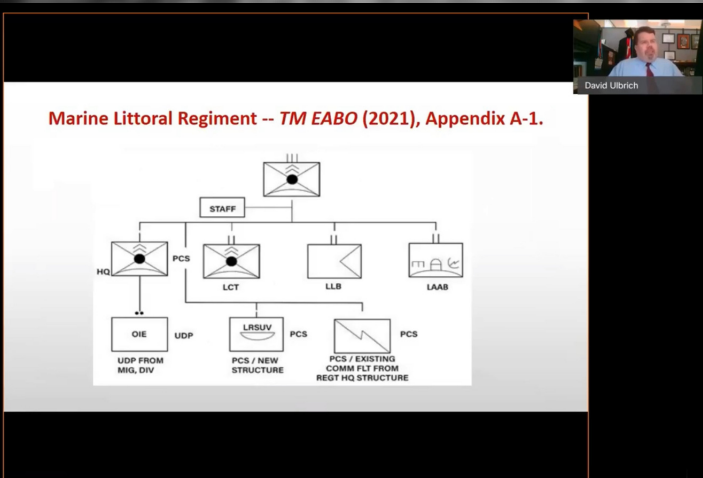 David Ulbrich
Marine Littoral Regiment -- TM EABO (2021), Appendix A-1.
STAFF
HQ
PCS
LCT
LLB
LAAB
OIE
UDP
LRSUV
PCS
PCS
UDP FROM
MIG, DIV
PCS / NEW
STRUCTURE
PCS / EXISTING
COMM FLT FROM
REGT HQ STRUCTURE